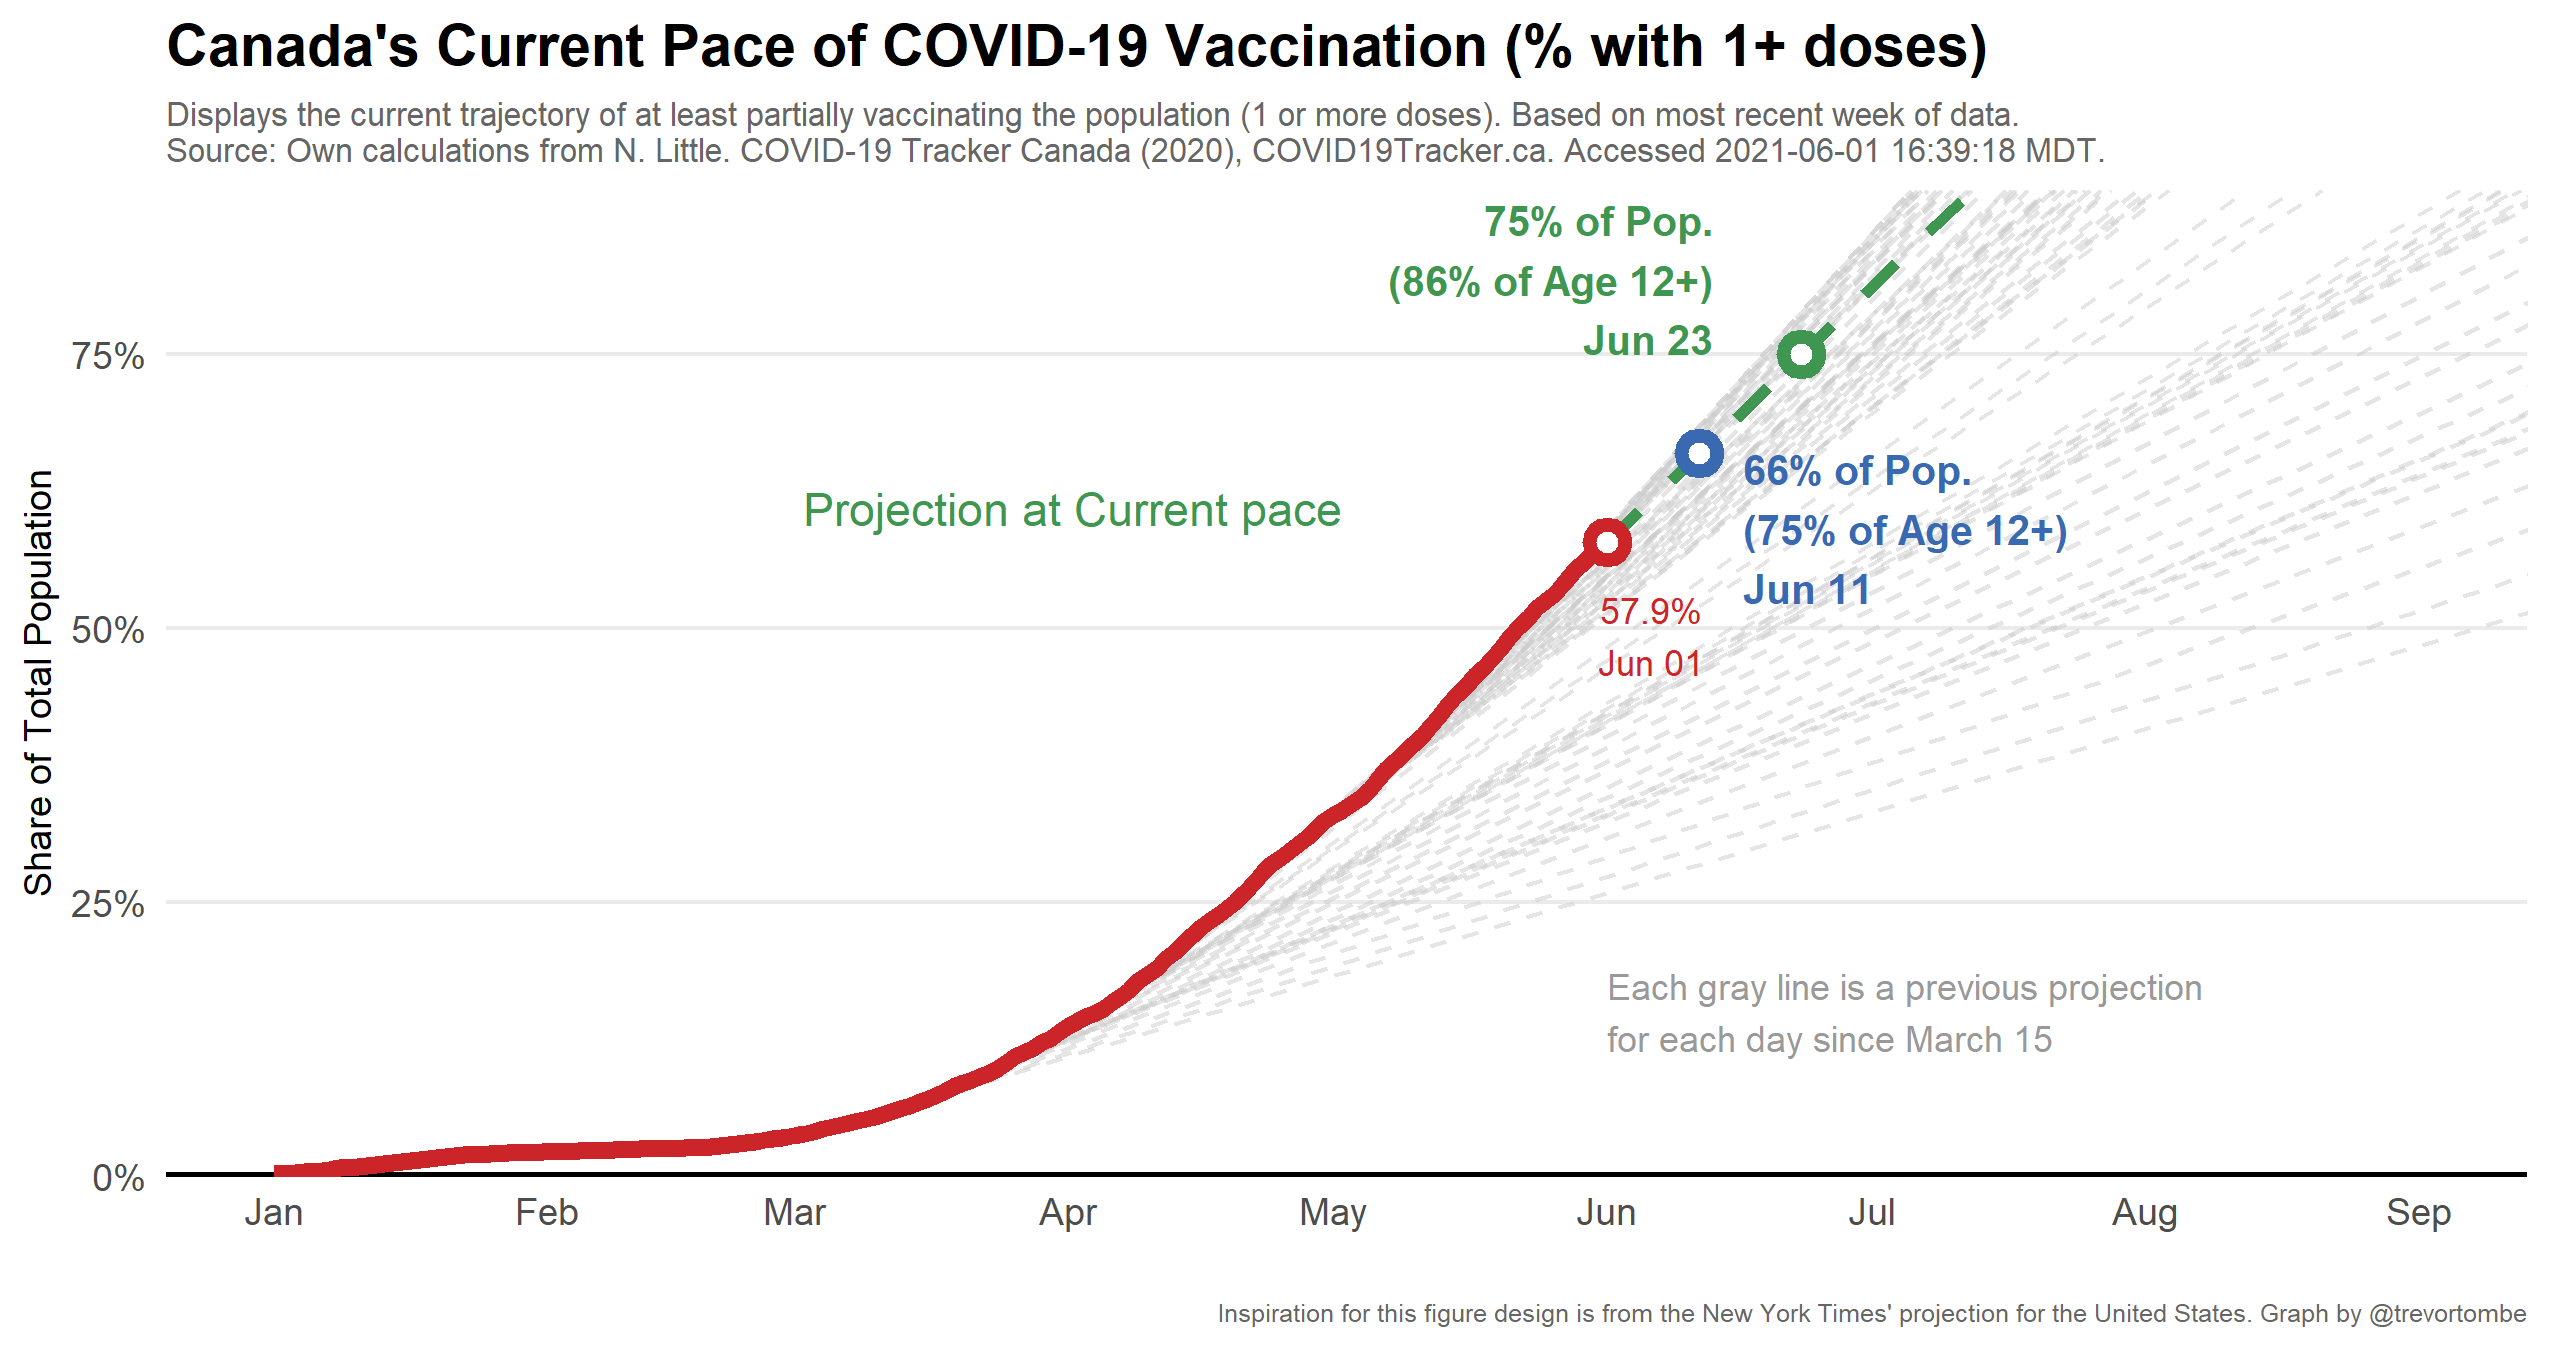 Canada's Current Pace of COVID-19 Vaccination (% with 1+ doses)
Displays the current trajectory of at least partially vaccinating the population (1 or more doses). Based on most recent week of data.
Source: Own calculations from N. Little. COVID-19 Tracker Canada (2020), COVID19Tracker.ca. Accessed 2021-06-01 16:39:18 MDT.
75% of Pop.
(86% of Age 12+)
Jun 23
75%
66% of Pop.
(75% of Age 12+)
Jun 11
Projection at Current pace
57.9%
Jun 01
50%
Share of Total Population
25%
Each gray line is a previous projection
for each day since March 15
0%
Jan Feb Mar Apr May Jun Jul Aug Sep
Inspiration for this figure design is from the New York Times' projection for the United States. Graph by @trevortombe